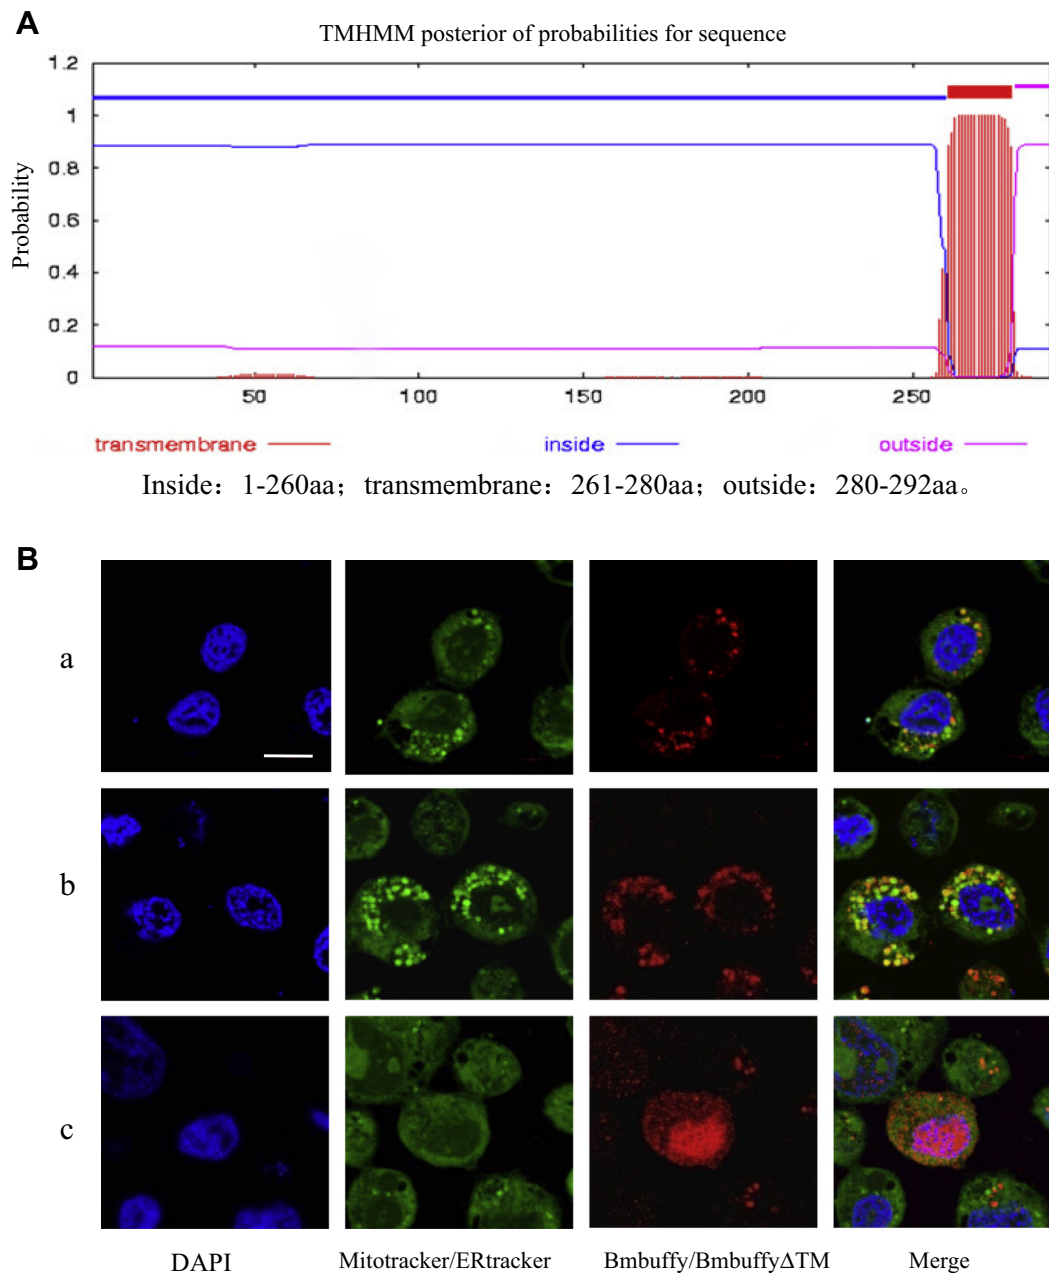 A
TMHMM posterior of probabilities for sequence
1.2
1
0.8
0.6
0.4
0.2
0
Probability
50 100 150 200 250
transmembrane inside outside
Inside：1-260aa；transmembrane：261-280aa；outside：280-292aa。
B
a
b
c
DAPI Mitotracker/ERtracker Bmbuffy/BmbuffyΔTM Merge